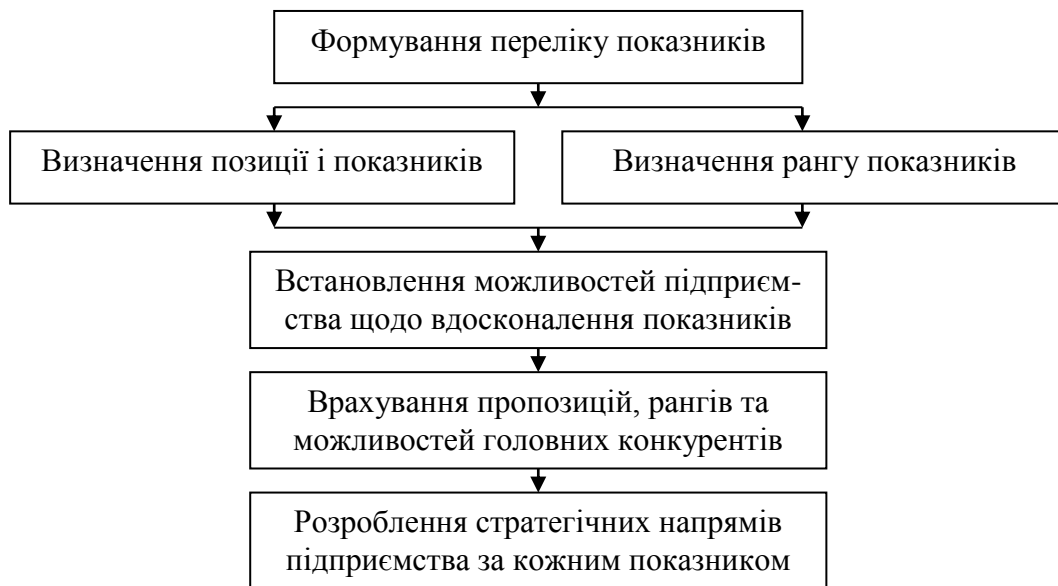 Формування переліку показників
Визначення позиції і показників
Визначення рангу показників
Встановлення можливостей підприєм-
ства щодо вдосконалення показників
Врахування пропозицій, рангів та
можливостей головних конкурентів
Розроблення стратегічних напрямів
підприємства за кожним показником